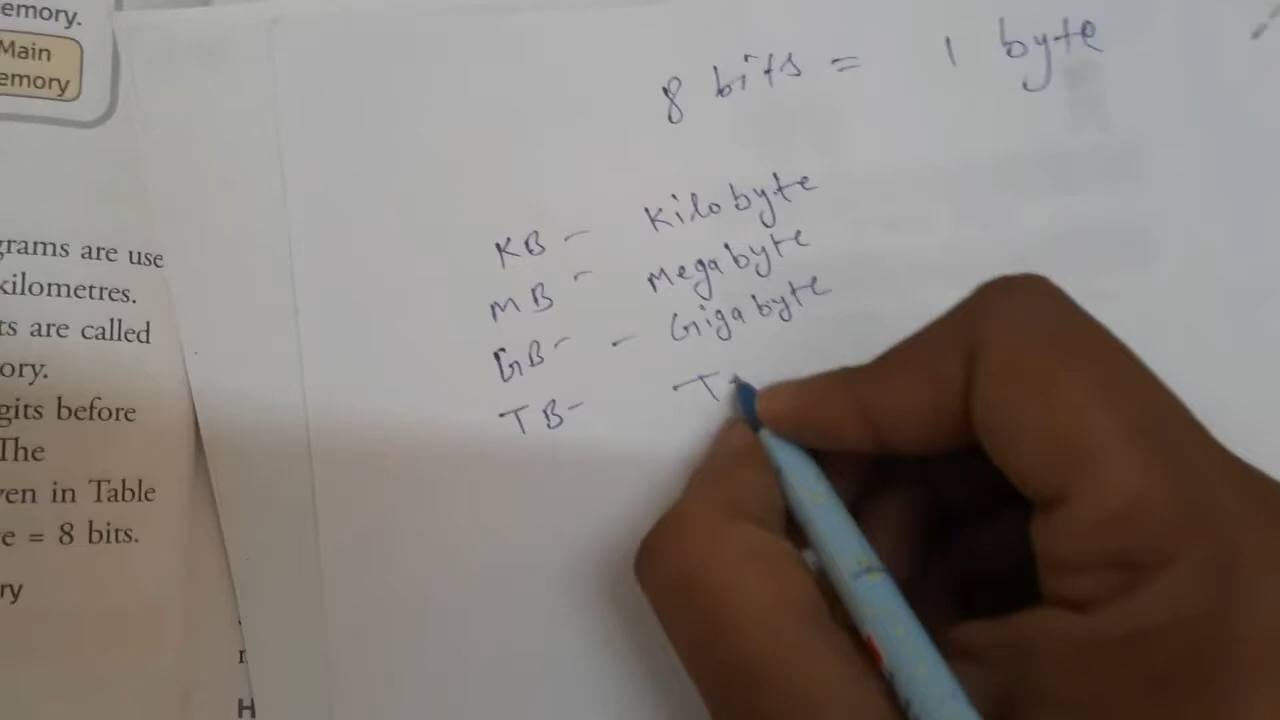 emory.
Main
emory
grams are use
kilometres.
ts are called
ory.
gits before
The
ven in Table
e = 8 bits.
ry
H
8 bits = 1 byte
KB - Kilobyte
MB - Megabyte
GB - - Gigabyte
TB - T